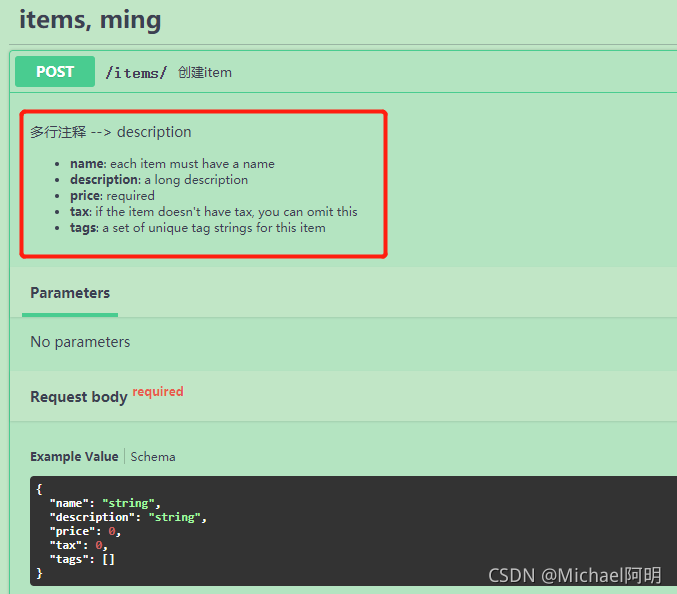 items, ming
POST /items/ 创建item
多行注释 --> description
• name: each item must have a name
• description: a long description
• price: required
• tax: if the item doesn't have tax, you can omit this
• tags: a set of unique tag strings for this item
Parameters
No parameters
Request body required
Example Value | Schema
{
"name": "string",
"description": "string",
"price": 0,
"tax": 0,
"tags": []
}
CSDN @Michael阿明